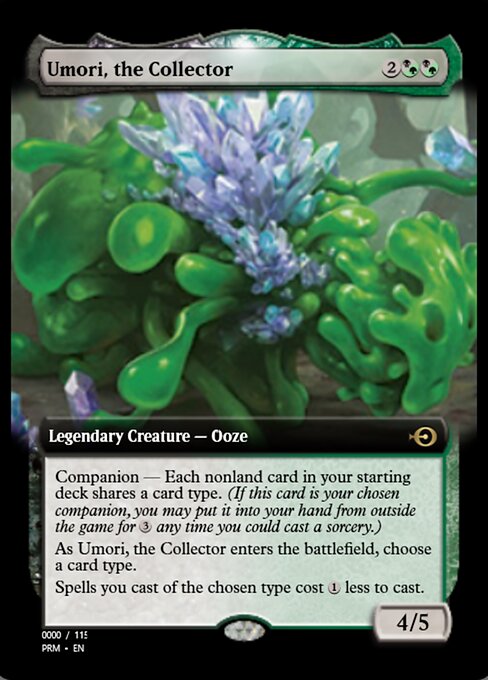 Umori, the Collector 2
Legendary Creature — Ooze
Companion — Each nonland card in your starting
deck shares a card type. (If this card is your chosen
companion, you may put it into your hand from outside
the game for 3 any time you could cast a sorcery.)
As Umori, the Collector enters the battlefield, choose
a card type.
Spells you cast of the chosen type cost 1 less to cast.
4/5
0000 / 115
PRM • EN